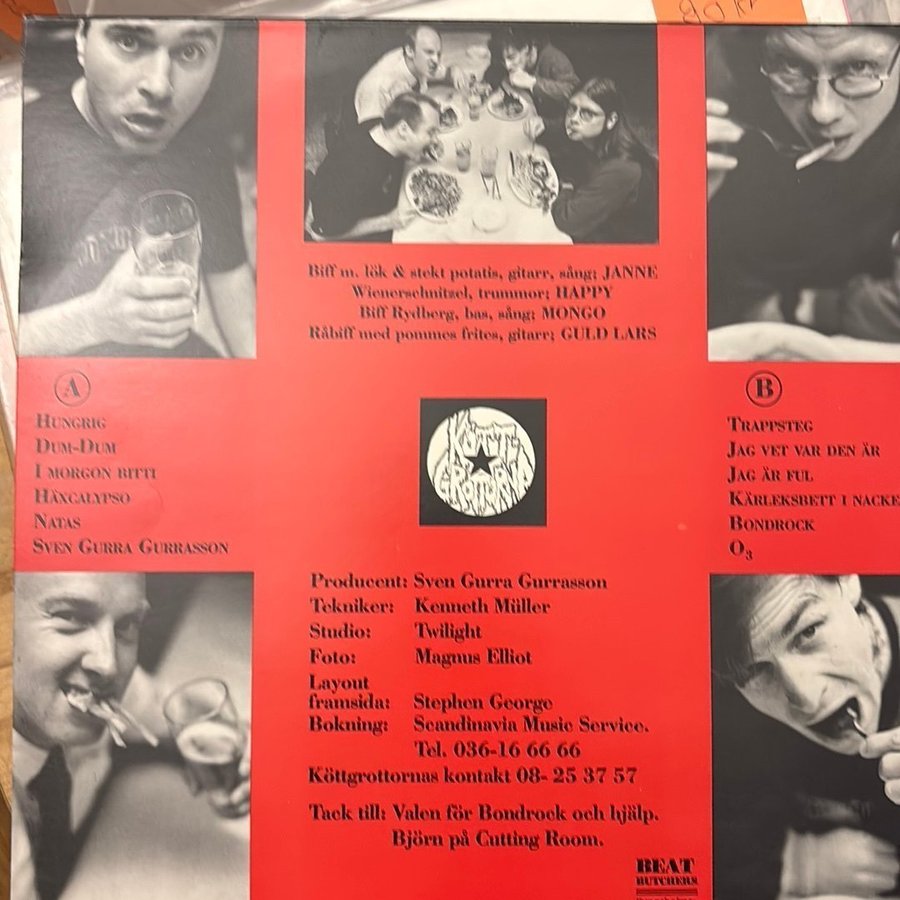 80 kr
Biff m. lök & stekt potatis, gitarr, sång; JANNE
Wienerschnitzel, trummor; HAPPY
Biff Rydberg, bas, sång; MONGO
Råbiff med pommes frites, gitarr; GULD LARS
A
HUNGRIG
DUM-DUM
I MORGON BITTI
HÄXCALYPSO
NATAS
SVEN GURRA GURRASSON
KÖTTGROTTORNA
B
TRAPPSTEG
JAG VET VAR DEN ÄR
JAG ÄR FUL
KÄRLEKSBETT I NACKE
BONDROCK
O₃
Producent: Sven Gurra Gurrasson
Tekniker: Kenneth Müller
Studio: Twilight
Foto: Magnus Elliot
Layout
framsida: Stephen George
Bokning: Scandinavia Music Service.
Tel. 036-16 66 66
Köttgrottornas kontakt 08- 25 37 57
Tack till: Valen för Bondrock och hjälp.
Björn på Cutting Room.
BEAT
BUTCHERS